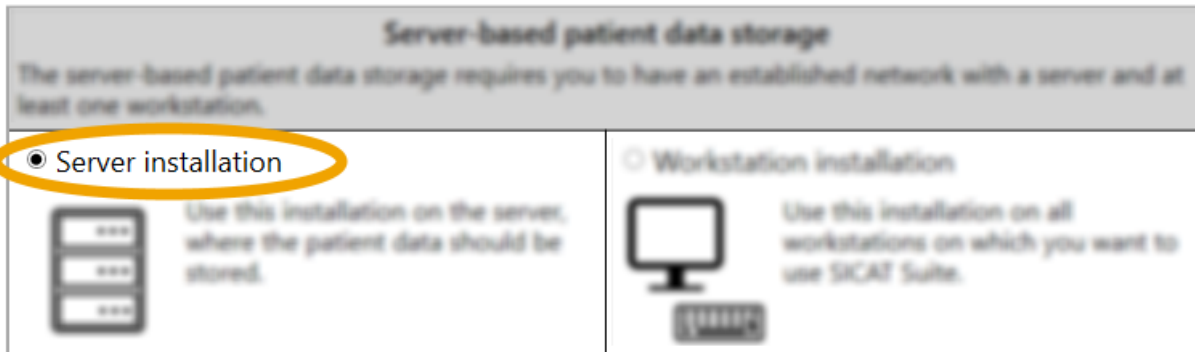 Server-based patient data storage
The server-based patient data storage requires you to have an established network with a server and at
least one workstation.
Server installation
Use this installation on the server,
where the patient data should be
stored.
Workstation installation
Use this installation on all
workstations on which you want to
use SICAT Suite.